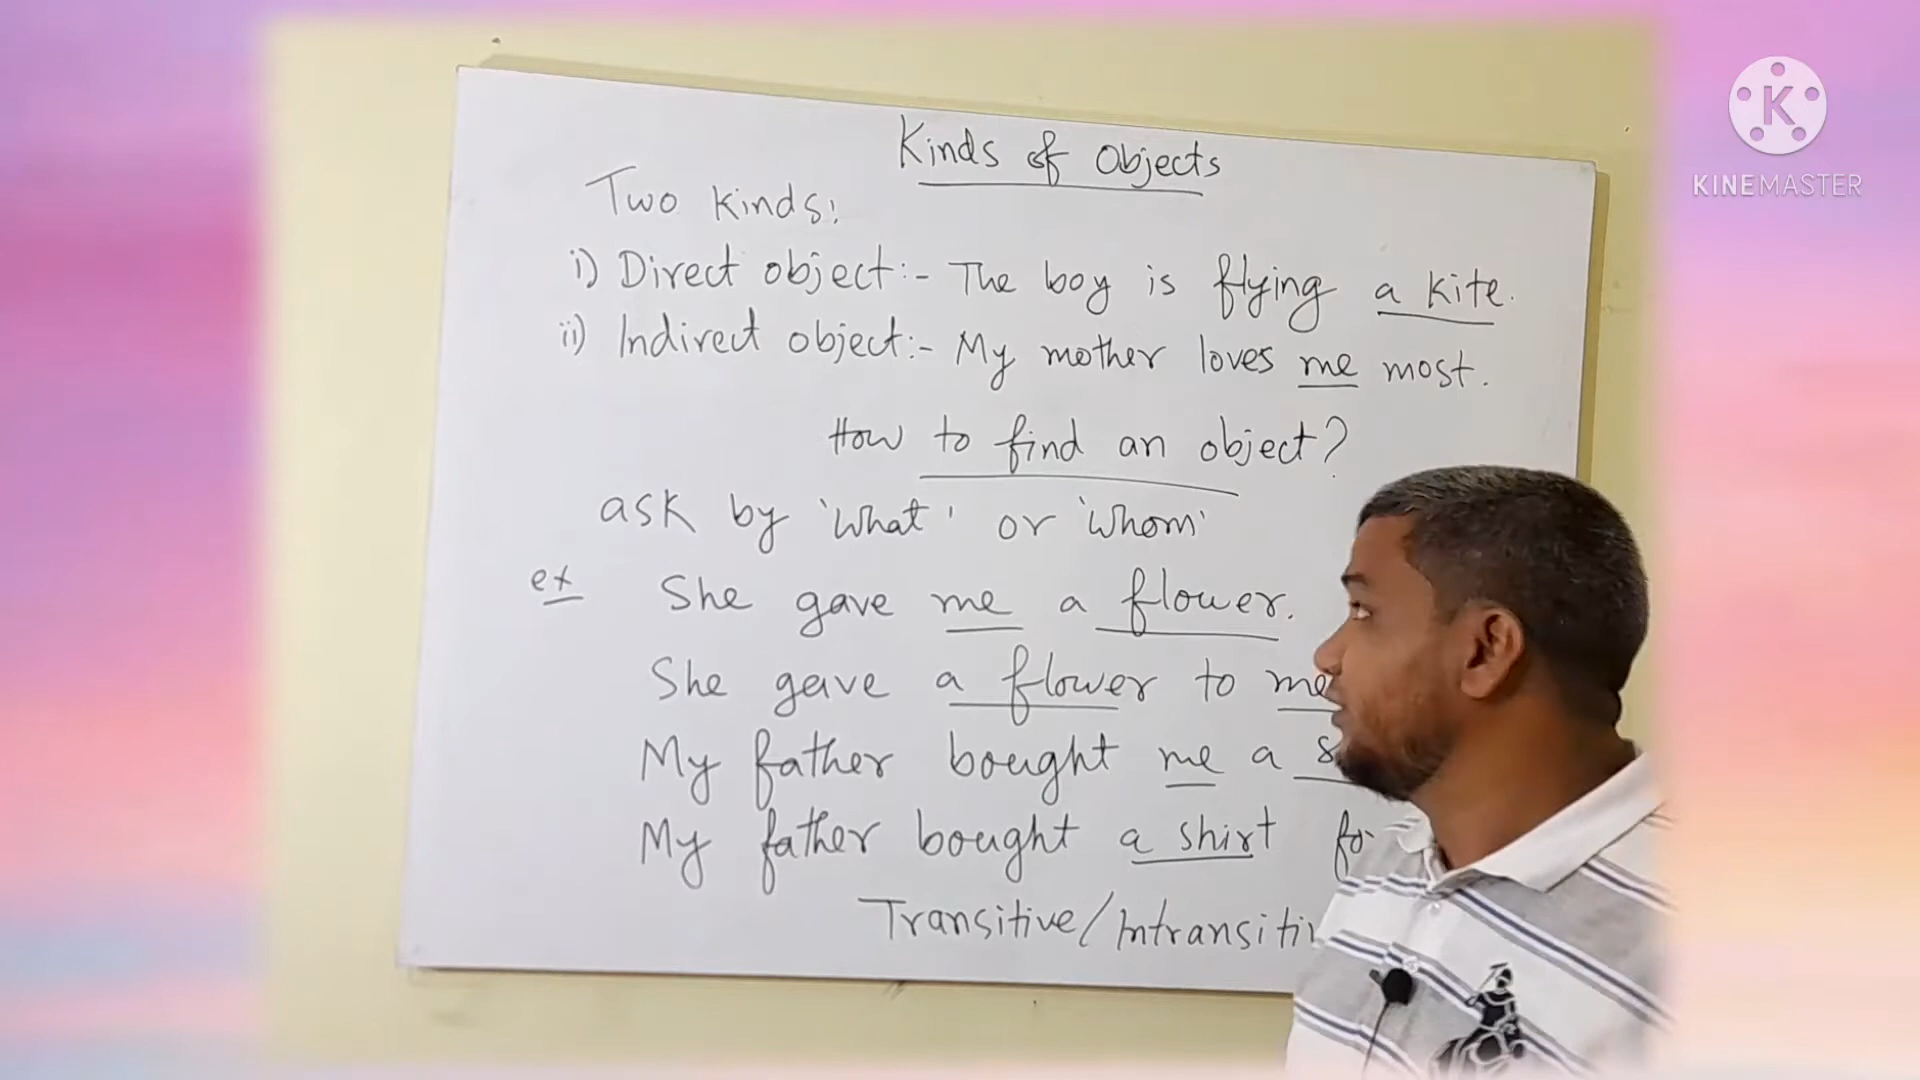 Kinds of Objects
Two kinds:
i) Direct object:- The boy is flying a kite.
ii) Indirect object:- My mother loves me most.
How to find an object?
ask by 'what' or 'whom'
ex She gave me a flower.
She gave a flower to me
My father bought me a
My father bought a shirt
Transitive/
K
KINEMASTER